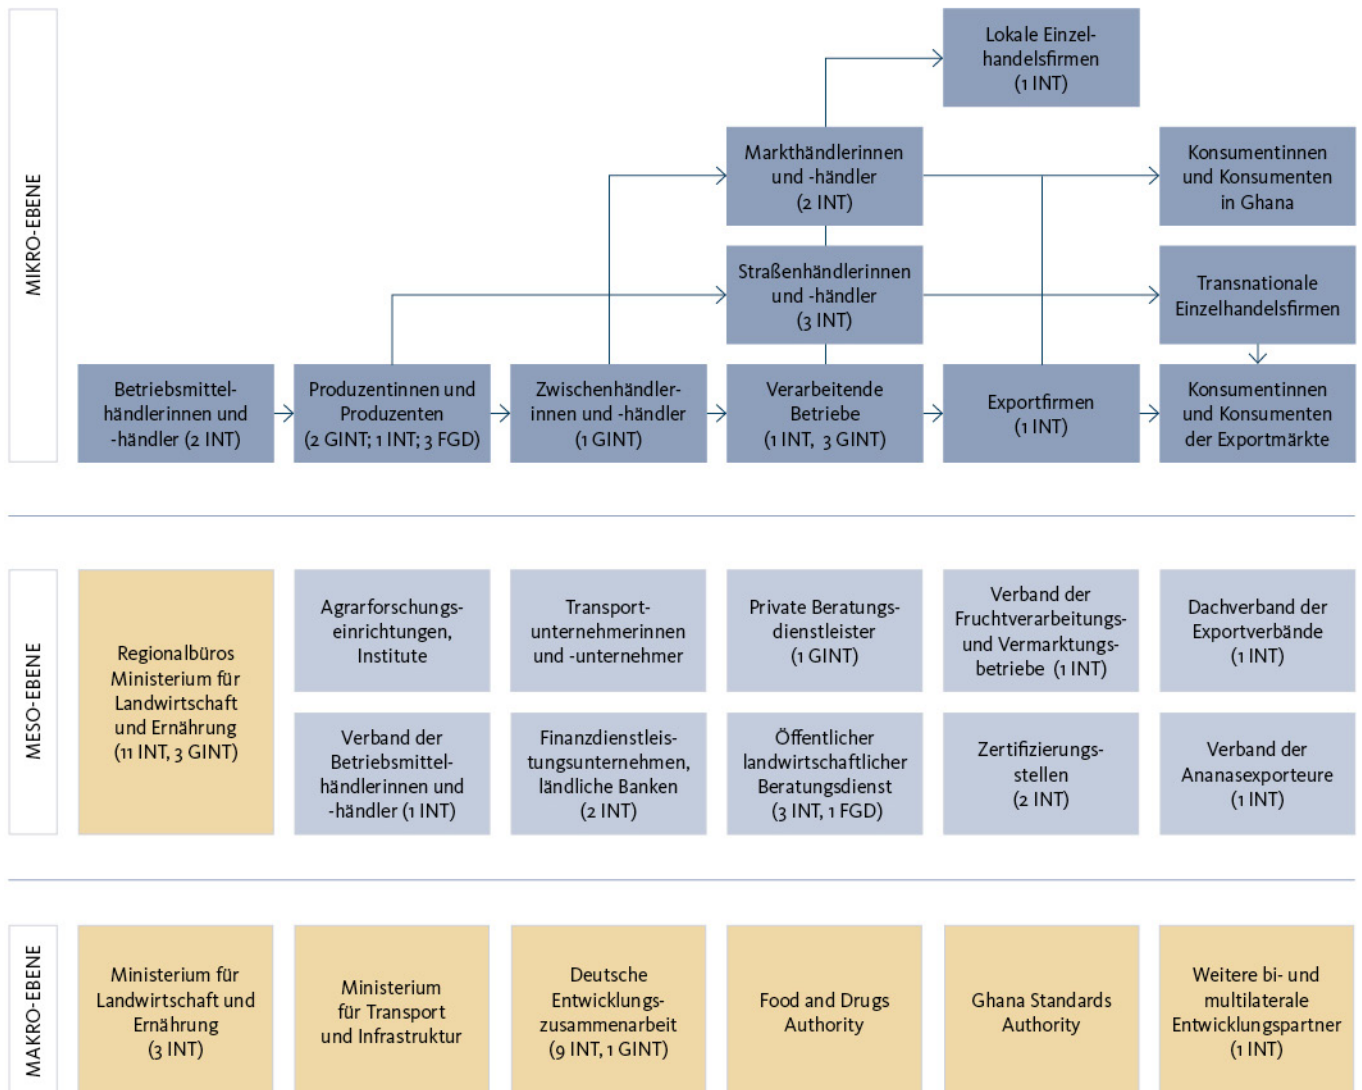 MIKRO-EBENE
Lokale Einzel-
handelsfirmen
(1 INT)
Markthändlerinnen
und -händler
(2 INT)
Konsumentinnen
und Konsumenten
in Ghana
Straßenhändlerinnen
und -händler
(3 INT)
Transnationale
Einzelhandelsfirmen
Betriebsmittel-
händlerinnen und
-händler (2 INT)
Produzentinnen und
Produzenten
(2 GINT; 1 INT; 3 FGD)
Zwischenhändler-
innen und -händler
(1 GINT)
Verarbeitende
Betriebe
(1 INT, 3 GINT)
Exportfirmen
(1 INT)
Konsumentinnen
und Konsumenten
der Exportmärkte
MESO-EBENE
Regionalbüros
Ministerium für
Landwirtschaft
und Ernährung
(11 INT, 3 GINT)
Agrarforschungs-
einrichtungen,
Institute
Transport-
unternehmerinnen
und -unternehmer
Private Beratungs-
dienstleister
(1 GINT)
Verband der
Fruchtverarbeitungs-
und Vermarktungs-
betriebe (1 INT)
Dachverband der
Exportverbände
(1 INT)
Verband der
Betriebsmittel-
händlerinnen und
-händler (1 INT)
Finanzdienstleis-
tungsunternehmen,
ländliche Banken
(2 INT)
Öffentlicher
landwirtschaftlicher
Beratungsdienst
(3 INT, 1 FGD)
Zertifizierungs-
stellen
(2 INT)
Verband der
Ananasexporteure
(1 INT)
MAKRO-EBENE
Ministerium für
Landwirtschaft und
Ernährung
(3 INT)
Ministerium
für Transport
und Infrastruktur
Deutsche
Entwicklungs-
zusammenarbeit
(9 INT, 1 GINT)
Food and Drugs
Authority
Ghana Standards
Authority
Weitere bi- und
multilaterale
Entwicklungspartner
(1 INT)